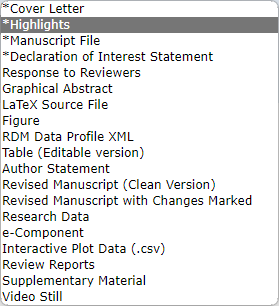 *Cover Letter
*Highlights
*Manuscript File
*Declaration of Interest Statement
Response to Reviewers
Graphical Abstract
LaTeX Source File
Figure
RDM Data Profile XML
Table (Editable version)
Author Statement
Revised Manuscript (Clean Version)
Revised Manuscript with Changes Marked
Research Data
e-Component
Interactive Plot Data (.csv)
Review Reports
Supplementary Material
Video Still